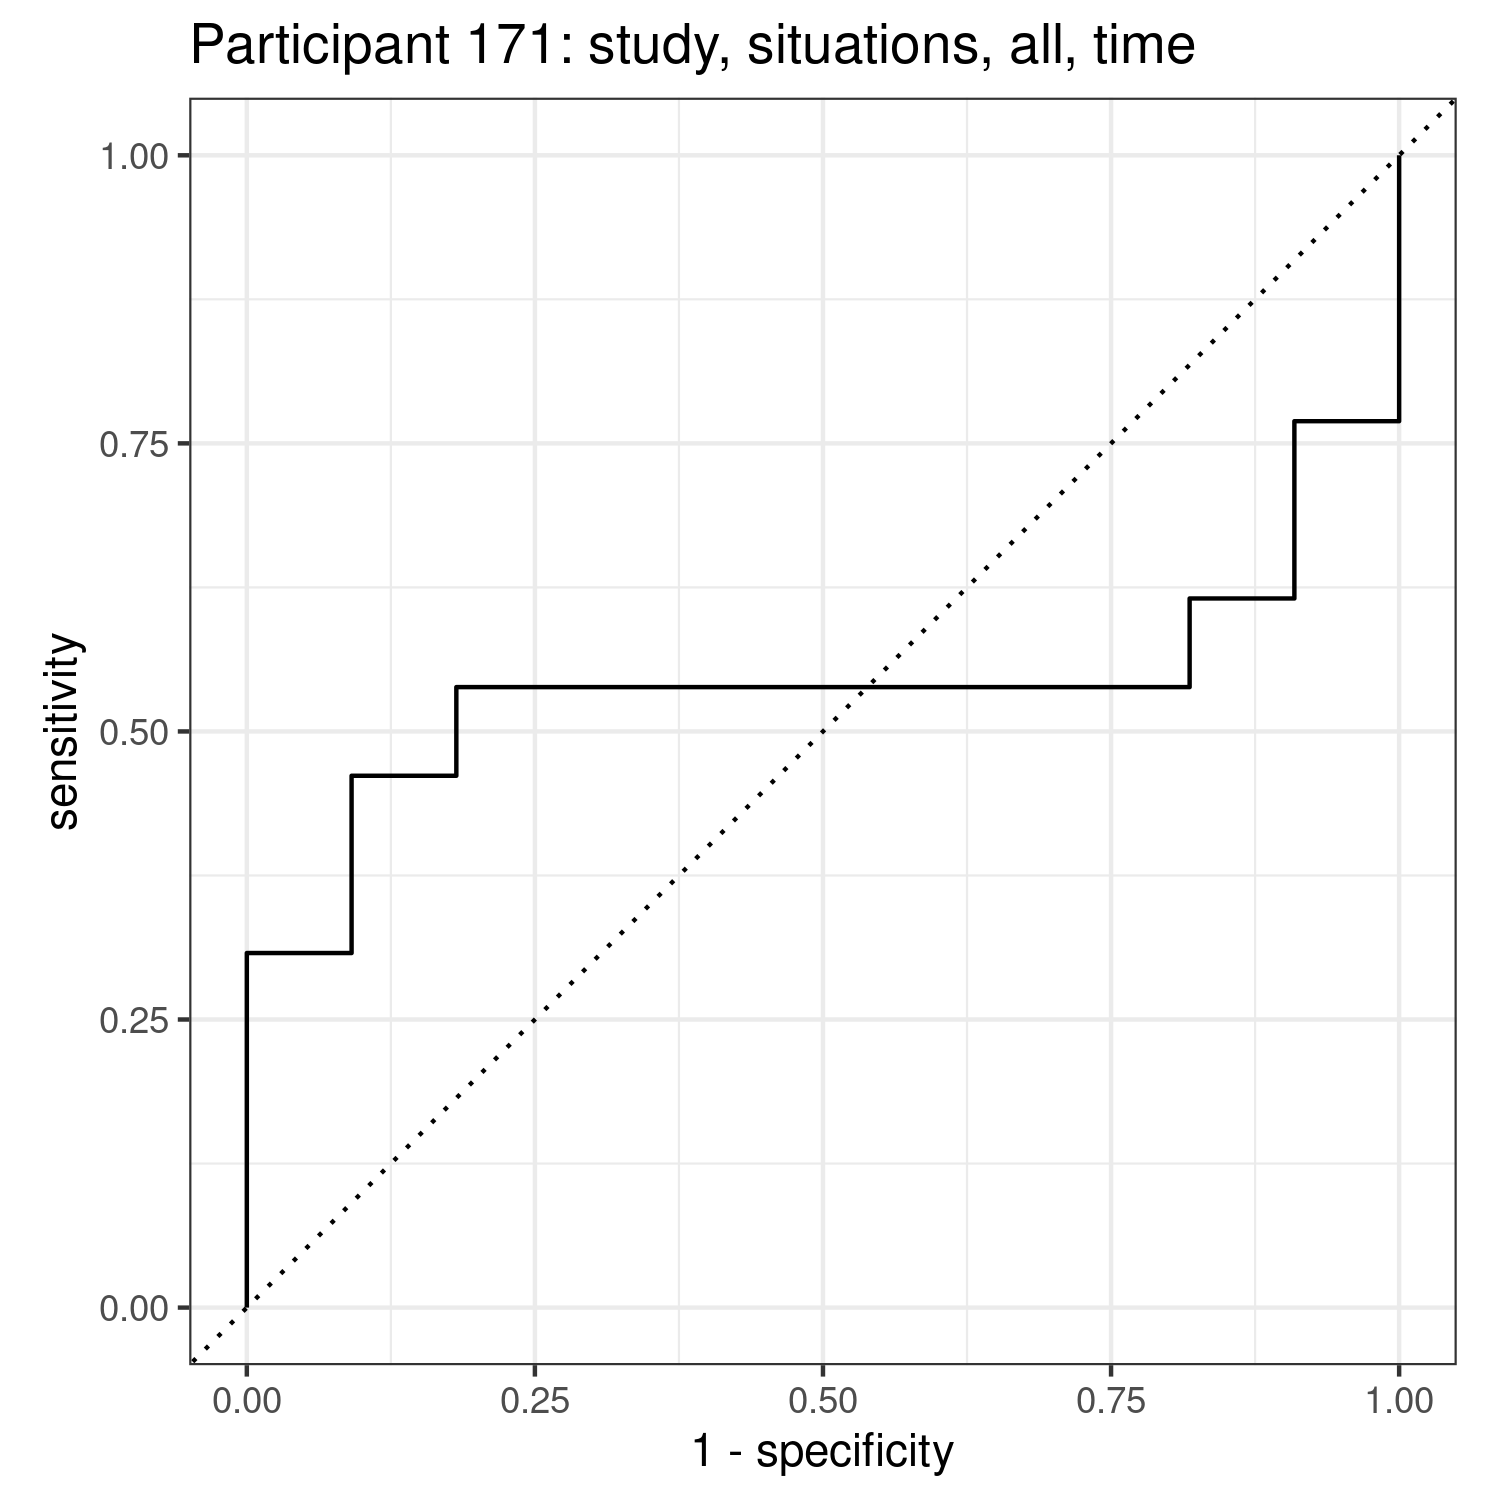 Participant 171: study, situations, all, time
1.00
0.75
0.50
0.25
0.00
sensitivity
0.00 0.25 0.50 0.75 1.00
1 - specificity